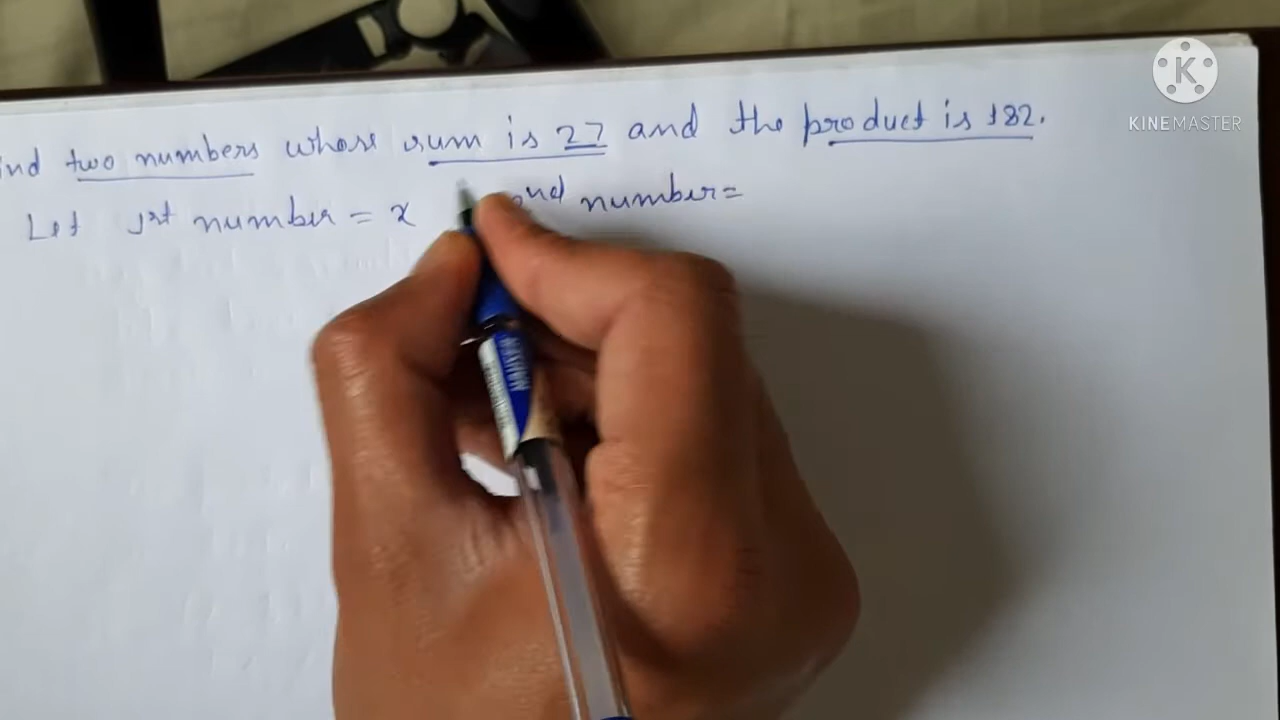 ind two numbers whose sum is 27 and the product is 182.
Let 1st number = x nd number=
K
KINEMASTER